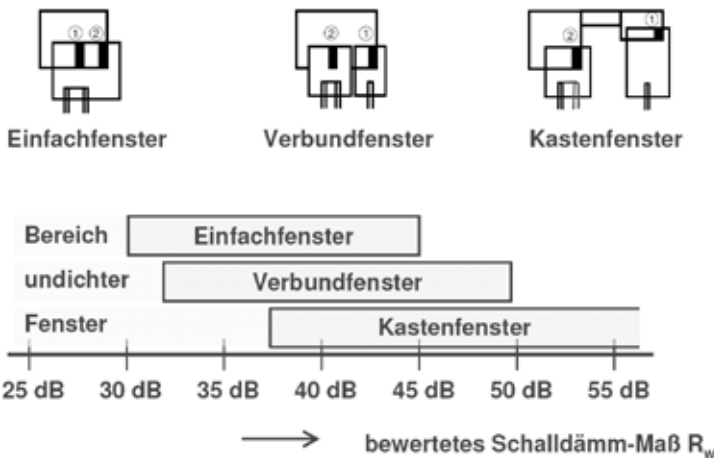 ① ② ② ① ② ①
Einfachfenster Verbundfenster Kastenfenster
Bereich Einfachfenster
undichter Verbundfenster
Fenster Kastenfenster
25 dB 30 dB 35 dB 40 dB 45 dB 50 dB 55 dB
bewertetes Schalldämm-Maß Rw